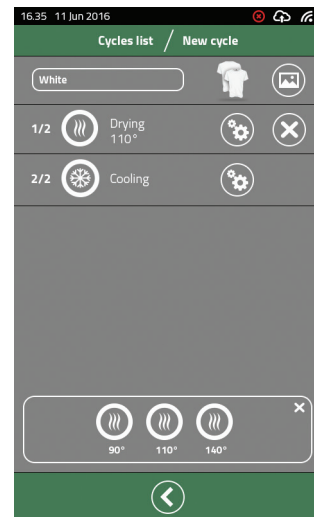 16.35 11 Jun 2016
Cycles list / New cycle
White
1/2 Drying
110°
2/2 Cooling
90° 110° 140°